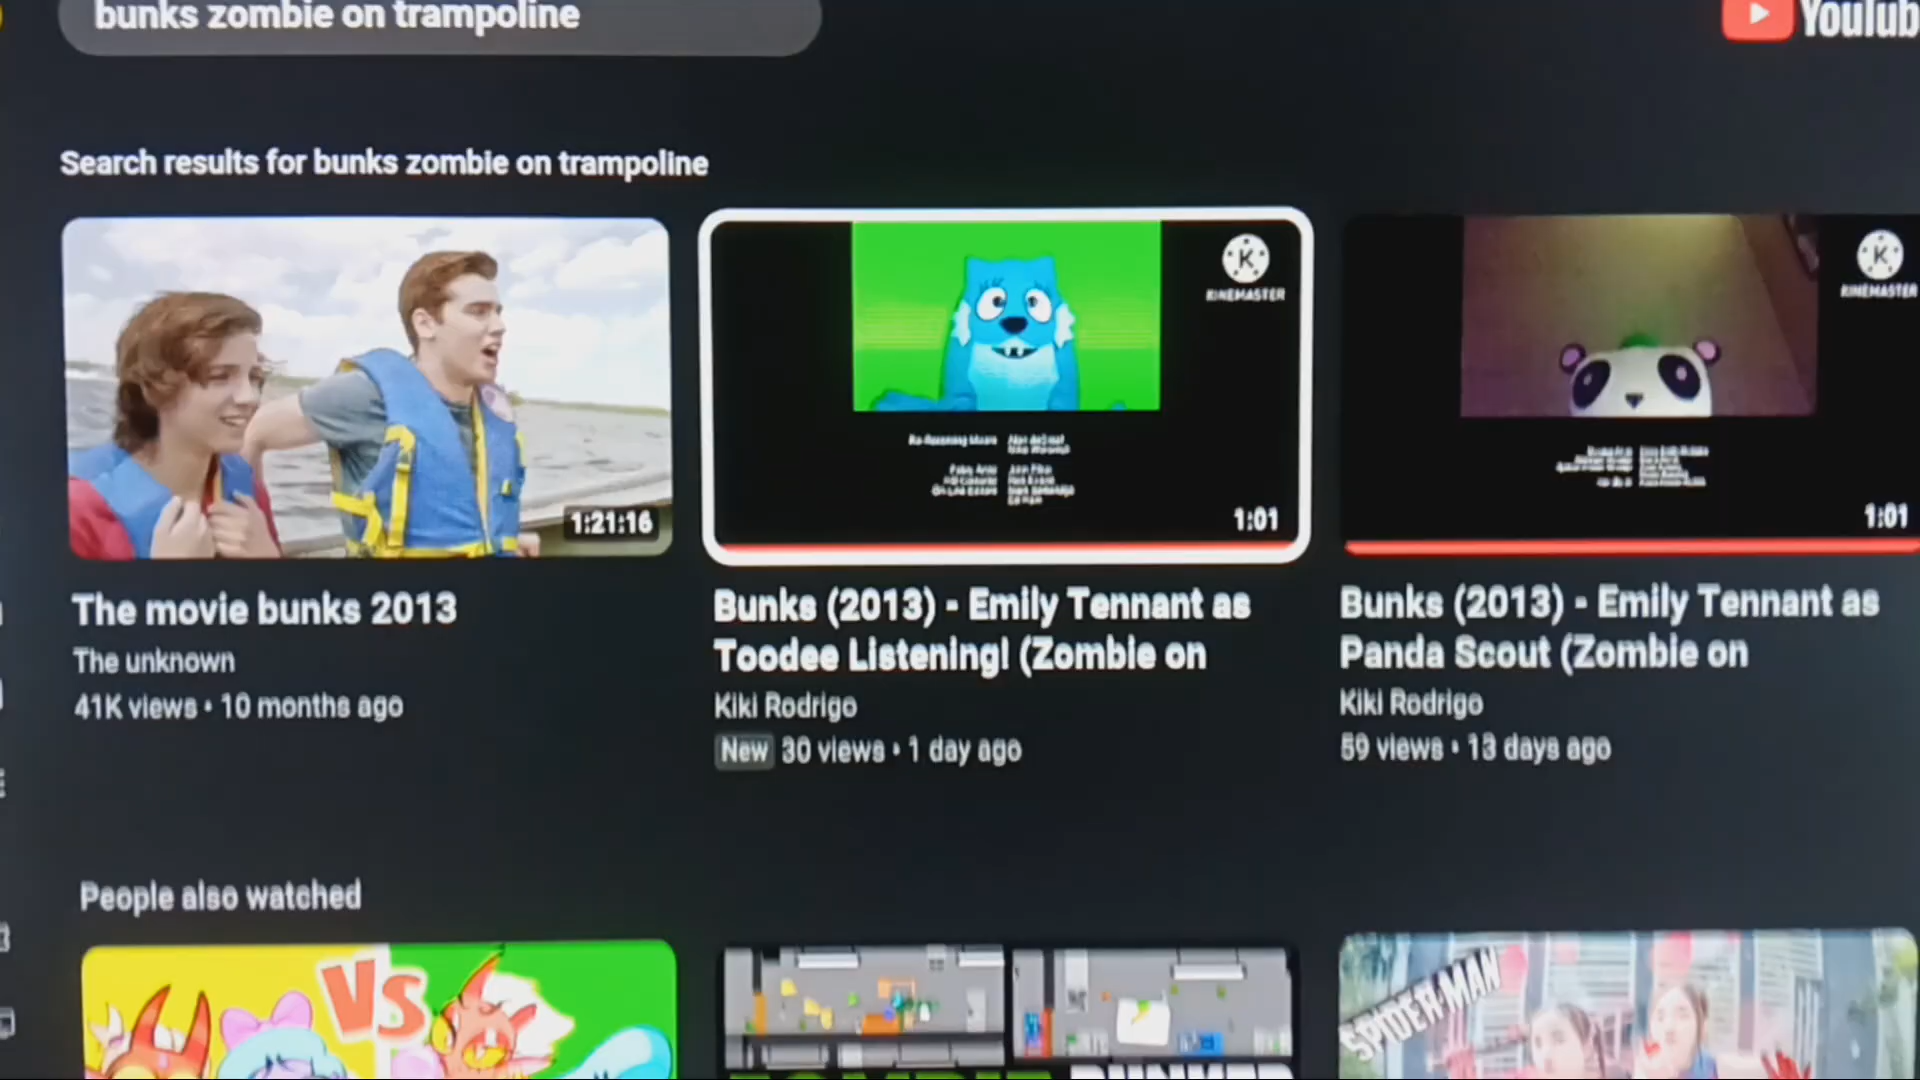 bunks zombie on trampoline
YouTub
Search results for bunks zombie on trampoline
K
KINEMASTER
K
KINEMASTER
1:21:16
1:01
1:01
The movie bunks 2013
The unknown
41K views • 10 months ago
Bunks (2013) - Emily Tennant as
Toodee Listening! (Zombie on
Kiki Rodrigo
New 30 views • 1 day ago
Bunks (2013) - Emily Tennant as
Panda Scout (Zombie on
Kiki Rodrigo
59 views • 13 days ago
People also watched
VS
SPIDER-MAN